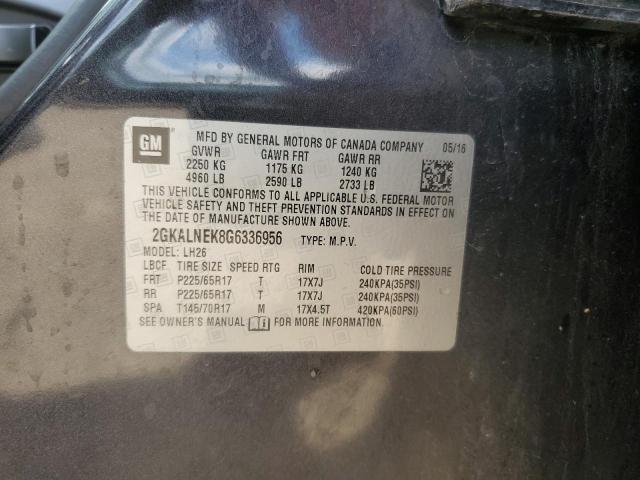 GM
MFD BY GENERAL MOTORS OF CANADA COMPANY 05/16
GVWR GAWR FRT GAWR RR
2250 KG 1175 KG 1240 KG
4960 LB 2590 LB 2733 LB
THIS VEHICLE CONFORMS TO ALL APPLICABLE U.S. FEDERAL MOTOR
VEHICLE SAFETY AND THEFT PREVENTION STANDARDS IN EFFECT ON
THE DATE OF MANUFACTURE SHOWN ABOVE.
2GKALNEK8G6336956 TYPE: M.P.V.
MODEL: LH26
LBCF TIRE SIZE SPEED RTG RIM COLD TIRE PRESSURE
FRT P225/65R17 T 17X7J 240KPA(35PSI)
RR P225/65R17 T 17X7J 240KPA(35PSI)
SPA T145/70R17 M 17X4.5T 420KPA(60PSI)
SEE OWNER'S MANUAL FOR MORE INFORMATION.